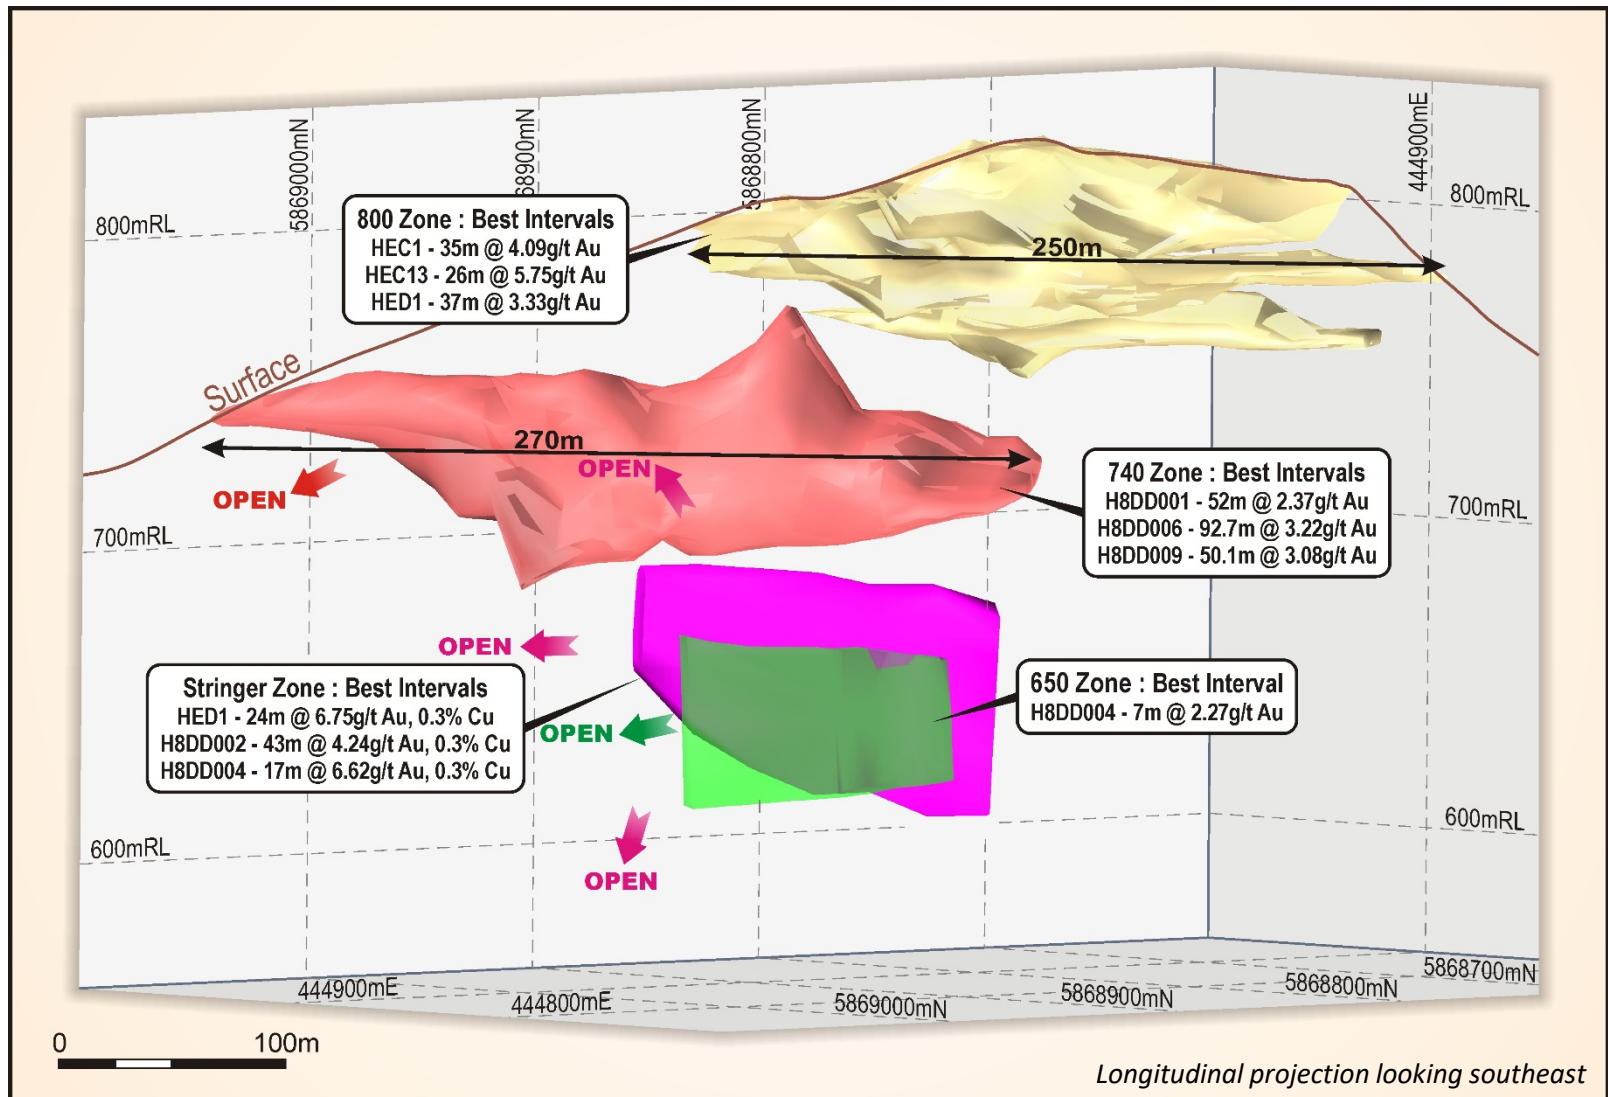 5869000mN
68900mN
5868800mN
444900mE
800mRL
800mRL
800 Zone : Best Intervals
HEC1 - 35m @ 4.09g/t Au
HEC13 - 26m @ 5.75g/t Au
HED1 - 37m @ 3.33g/t Au
250m
Surface
270m
OPEN
OPEN
740 Zone : Best Intervals
H8DD001 - 52m @ 2.37g/t Au
H8DD006 - 92.7m @ 3.22g/t Au
H8DD009 - 50.1m @ 3.08g/t Au
700mRL
700mRL
OPEN
Stringer Zone : Best Intervals
HED1 - 24m @ 6.75g/t Au, 0.3% Cu
H8DD002 - 43m @ 4.24g/t Au, 0.3% Cu
H8DD004 - 17m @ 6.62g/t Au, 0.3% Cu
OPEN
650 Zone : Best Interval
H8DD004 - 7m @ 2.27g/t Au
600mRL
600mRL
OPEN
444900mE
444800mE
5869000mN
5868900mN
5868800mN
5868700mN
0 100m
Longitudinal projection looking southeast